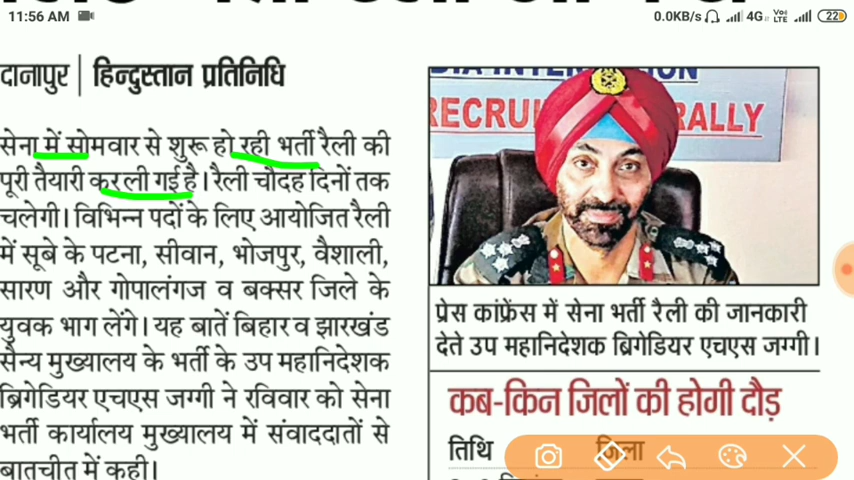 11:56 AM
0.0KB/s 4G Vo) LTE 22
दानापुर | हिन्दुस्तान प्रतिनिधि
सेना में सोमवार से शुरू हो रही भर्ती रैली की
पूरी तैयारी कर ली गई है। रैली चौदह दिनों तक
चलेगी। विभिन्न पदों के लिए आयोजित रैली
में सूबे के पटना, सीवान, भोजपुर, वैशाली,
सारण और गोपालगंज व बक्सर जिले के
युवक भाग लेंगे। यह बातें बिहार व झारखंड
सैन्य मुख्यालय के भर्ती के उप महानिदेशक
ब्रिगेडियर एचएस जग्गी ने रविवार को सेना
भर्ती कार्यालय मुख्यालय में संवाददातों से
बातचीत में कही।
RALLY
प्रेस कांफ्रेंस में सेना भर्ती रैली की जानकारी
देते उप महानिदेशक ब्रिगेडियर एचएस जग्गी।
कब-किन जिलों की होगी दौड़
तिथि जिला